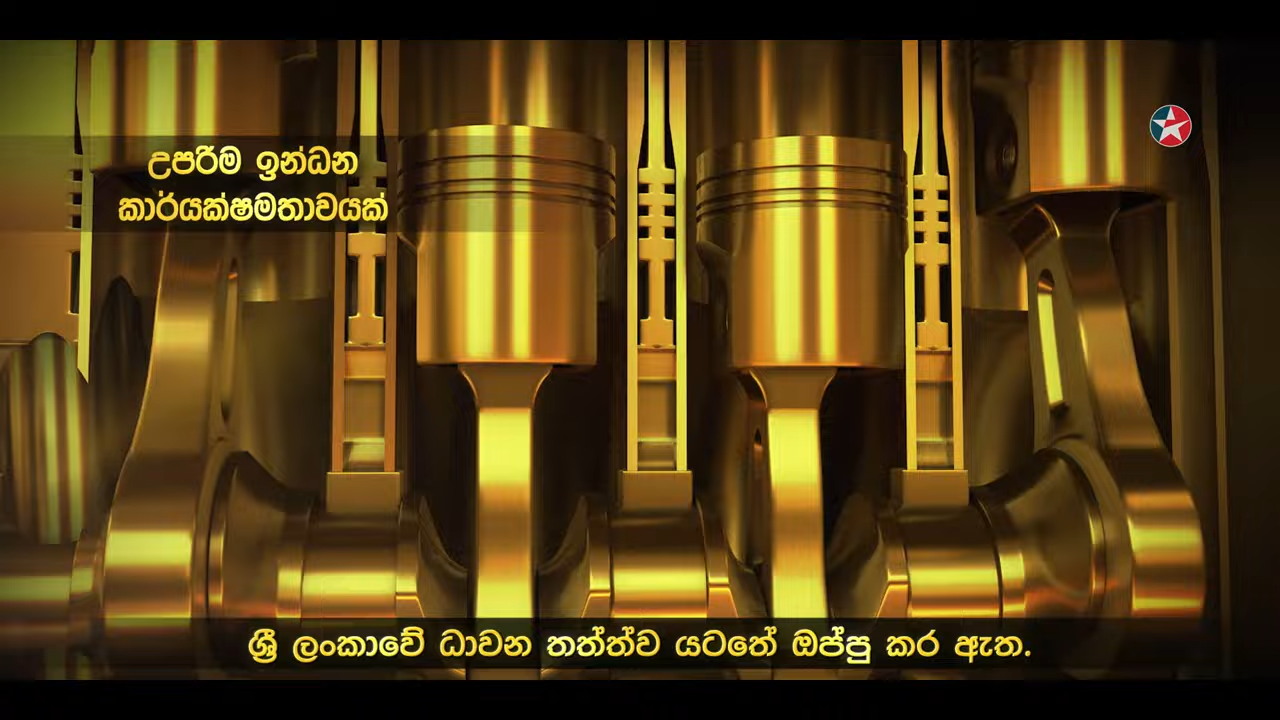 උපරිම ඉන්ධන
කාර්යක්ෂමතාවයක්
ශ්‍රී ලංකාවේ ධාවන තත්ත්ව යටතේ ඔප්පු කර ඇත.